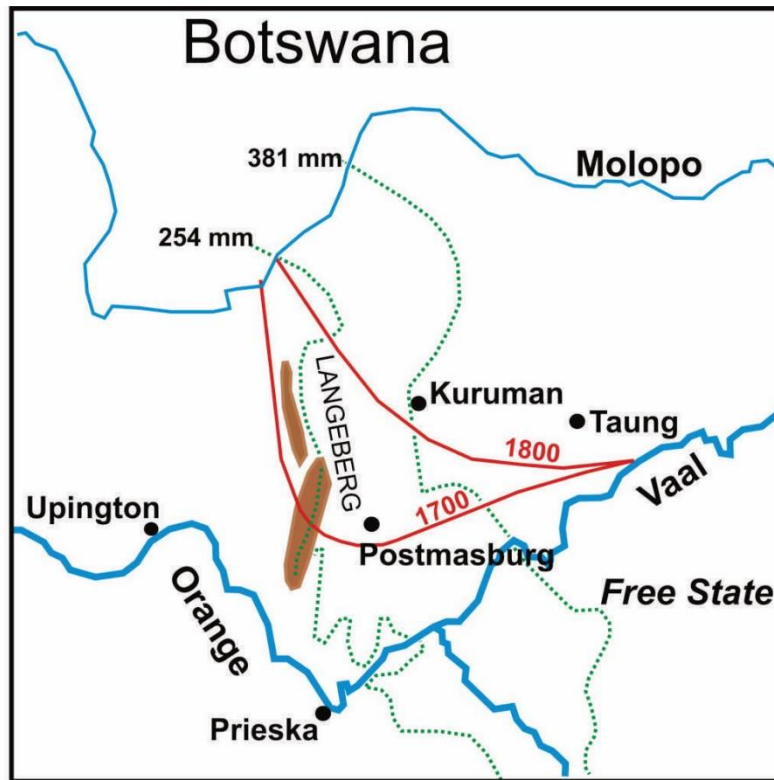 Botswana
381 mm
Molopo
254 mm
LANGEBERG
Kuruman
Taung
1800
Vaal
1700
Upington
Postmasburg
Orange
Free State
Prieska